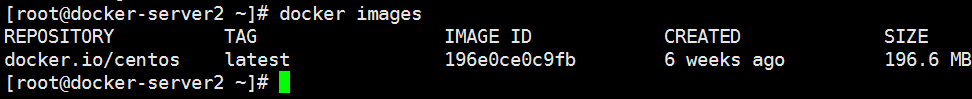 [root@docker-server2 ~]# docker images
REPOSITORY TAG IMAGE ID CREATED SIZE
docker.io/centos latest 196e0ce0c9fb 6 weeks ago 196.6 MB
[root@docker-server2 ~]#